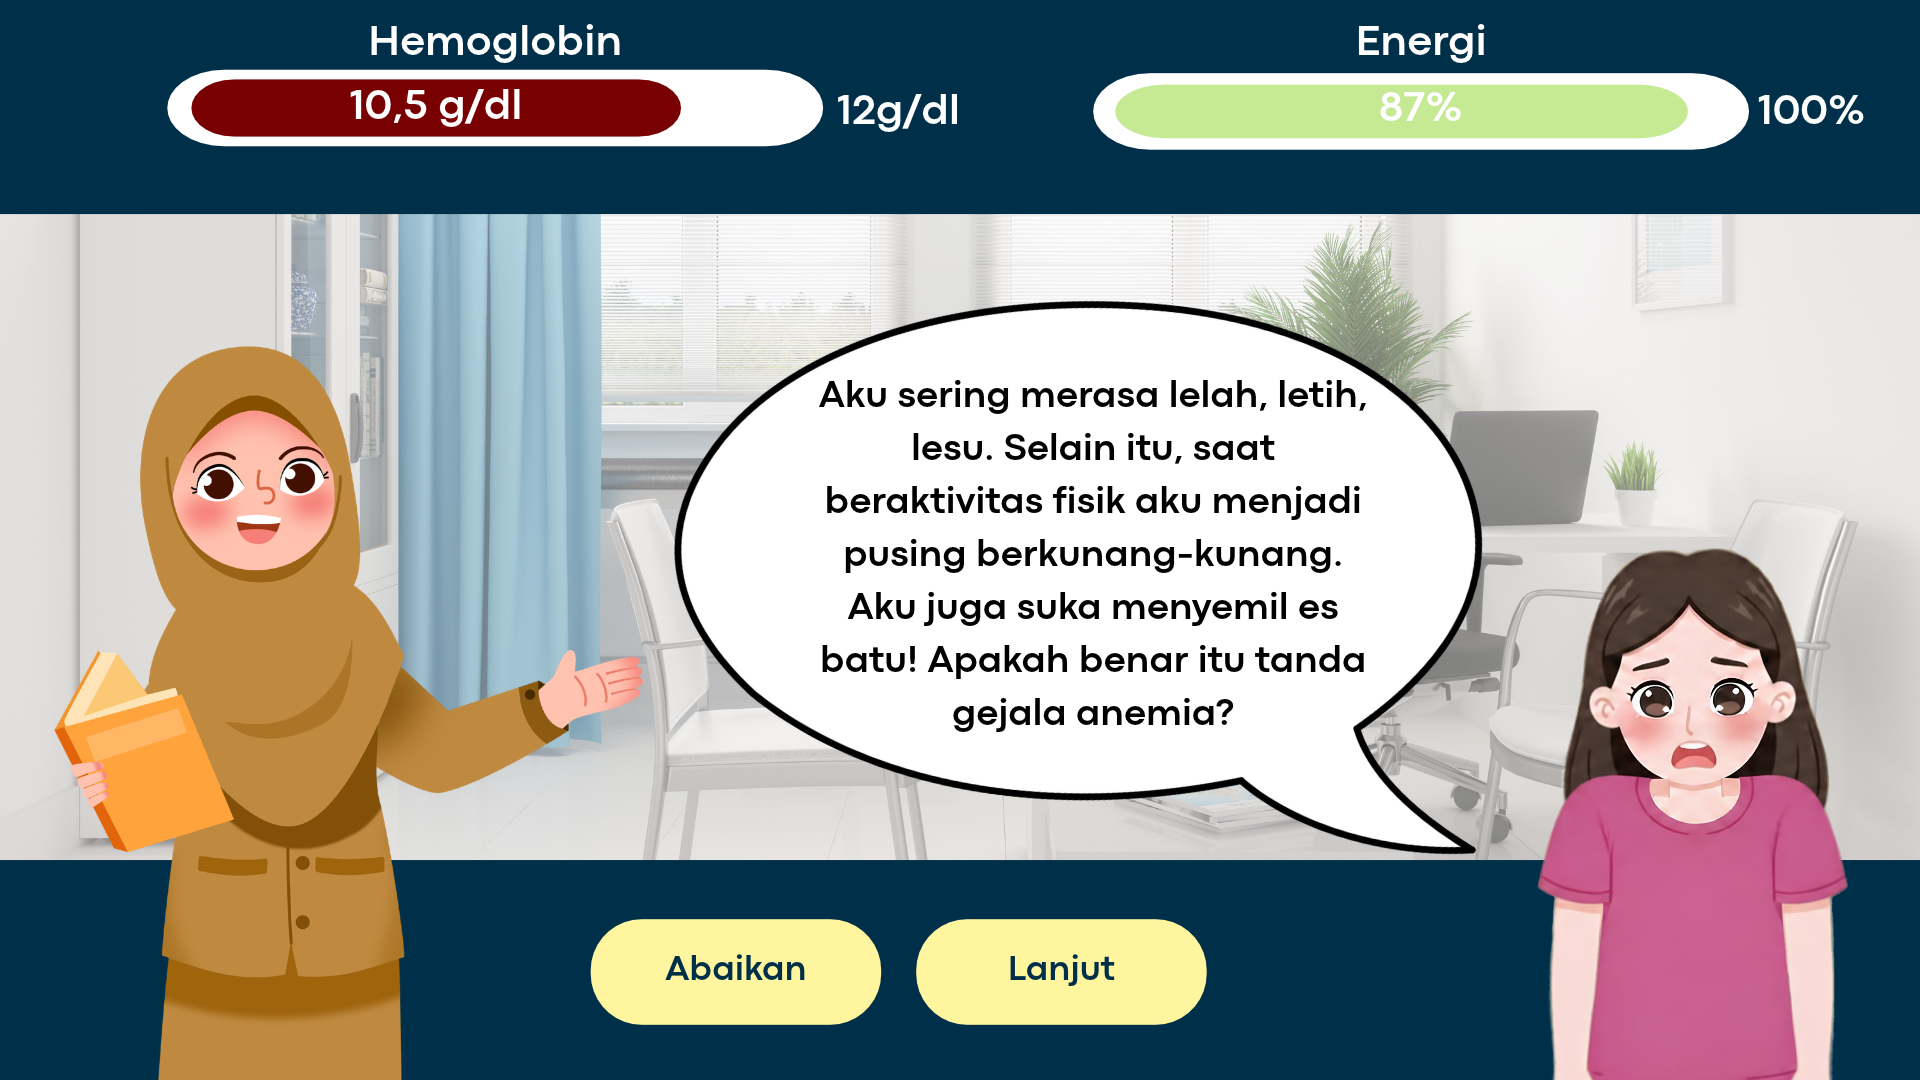 Hemoglobin
10,5 g/dl
12g/dl
Energi
87%
100%
Aku sering merasa lelah, letih,
lesu. Selain itu, saat
beraktivitas fisik aku menjadi
pusing berkunang-kunang.
Aku juga suka menyemil es
batu! Apakah benar itu tanda
gejala anemia?
Abaikan
Lanjut